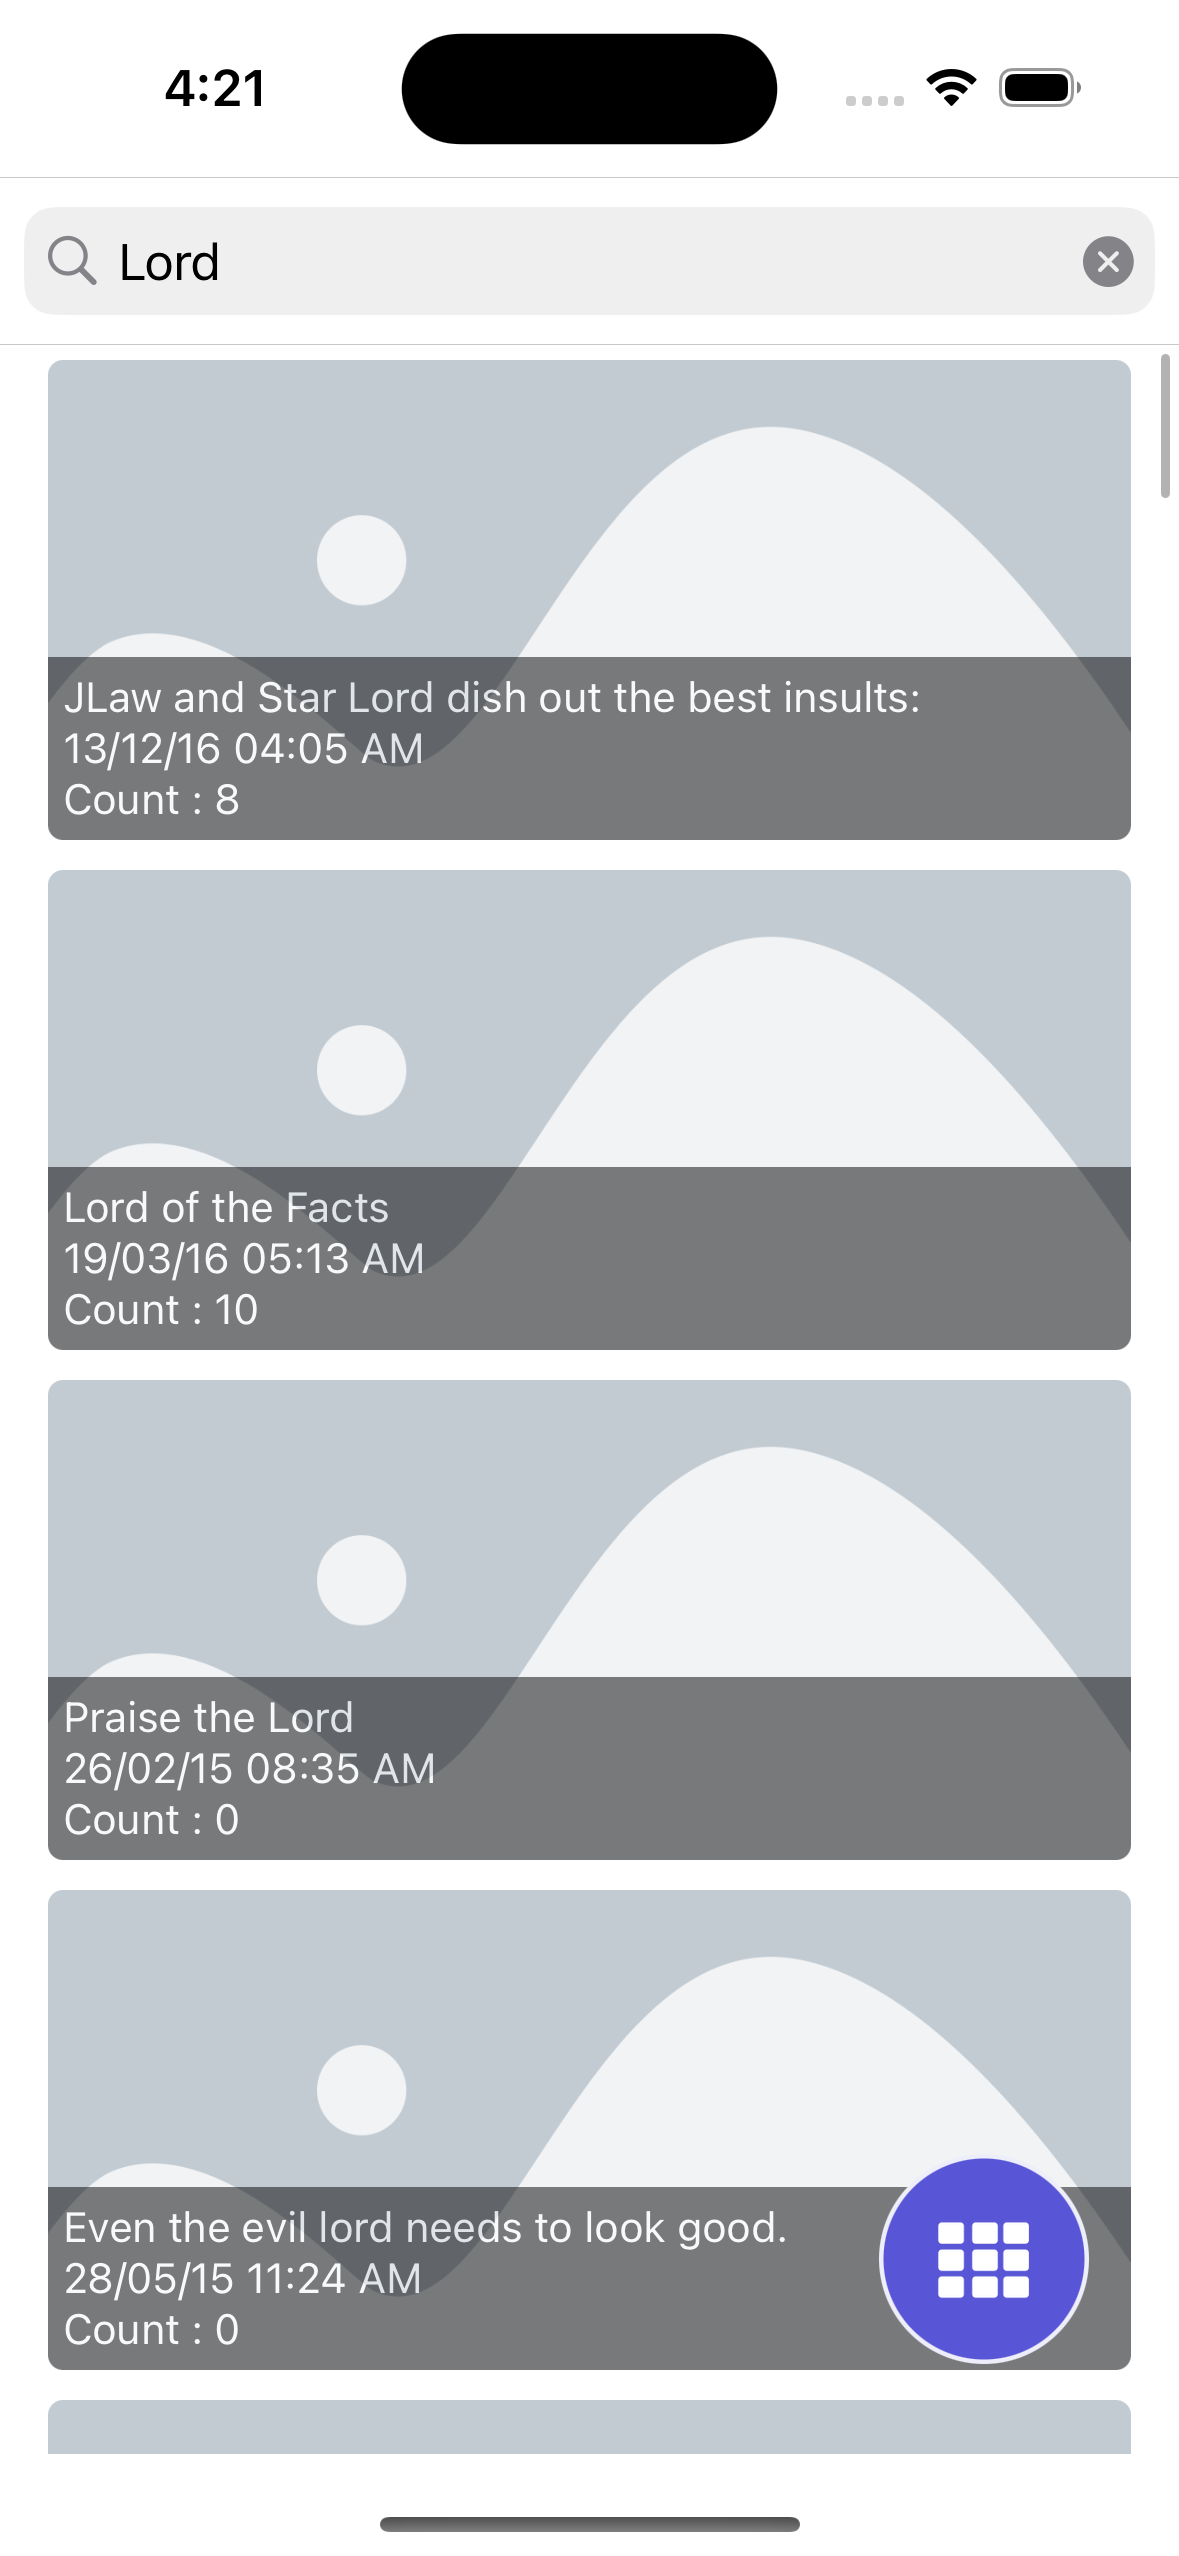 4:21
Lord
JLaw and Star Lord dish out the best insults:
13/12/16 04:05 AM
Count : 8
Lord of the Facts
19/03/16 05:13 AM
Count : 10
Praise the Lord
26/02/15 08:35 AM
Count : 0
Even the evil lord needs to look good.
28/05/15 11:24 AM
Count : 0